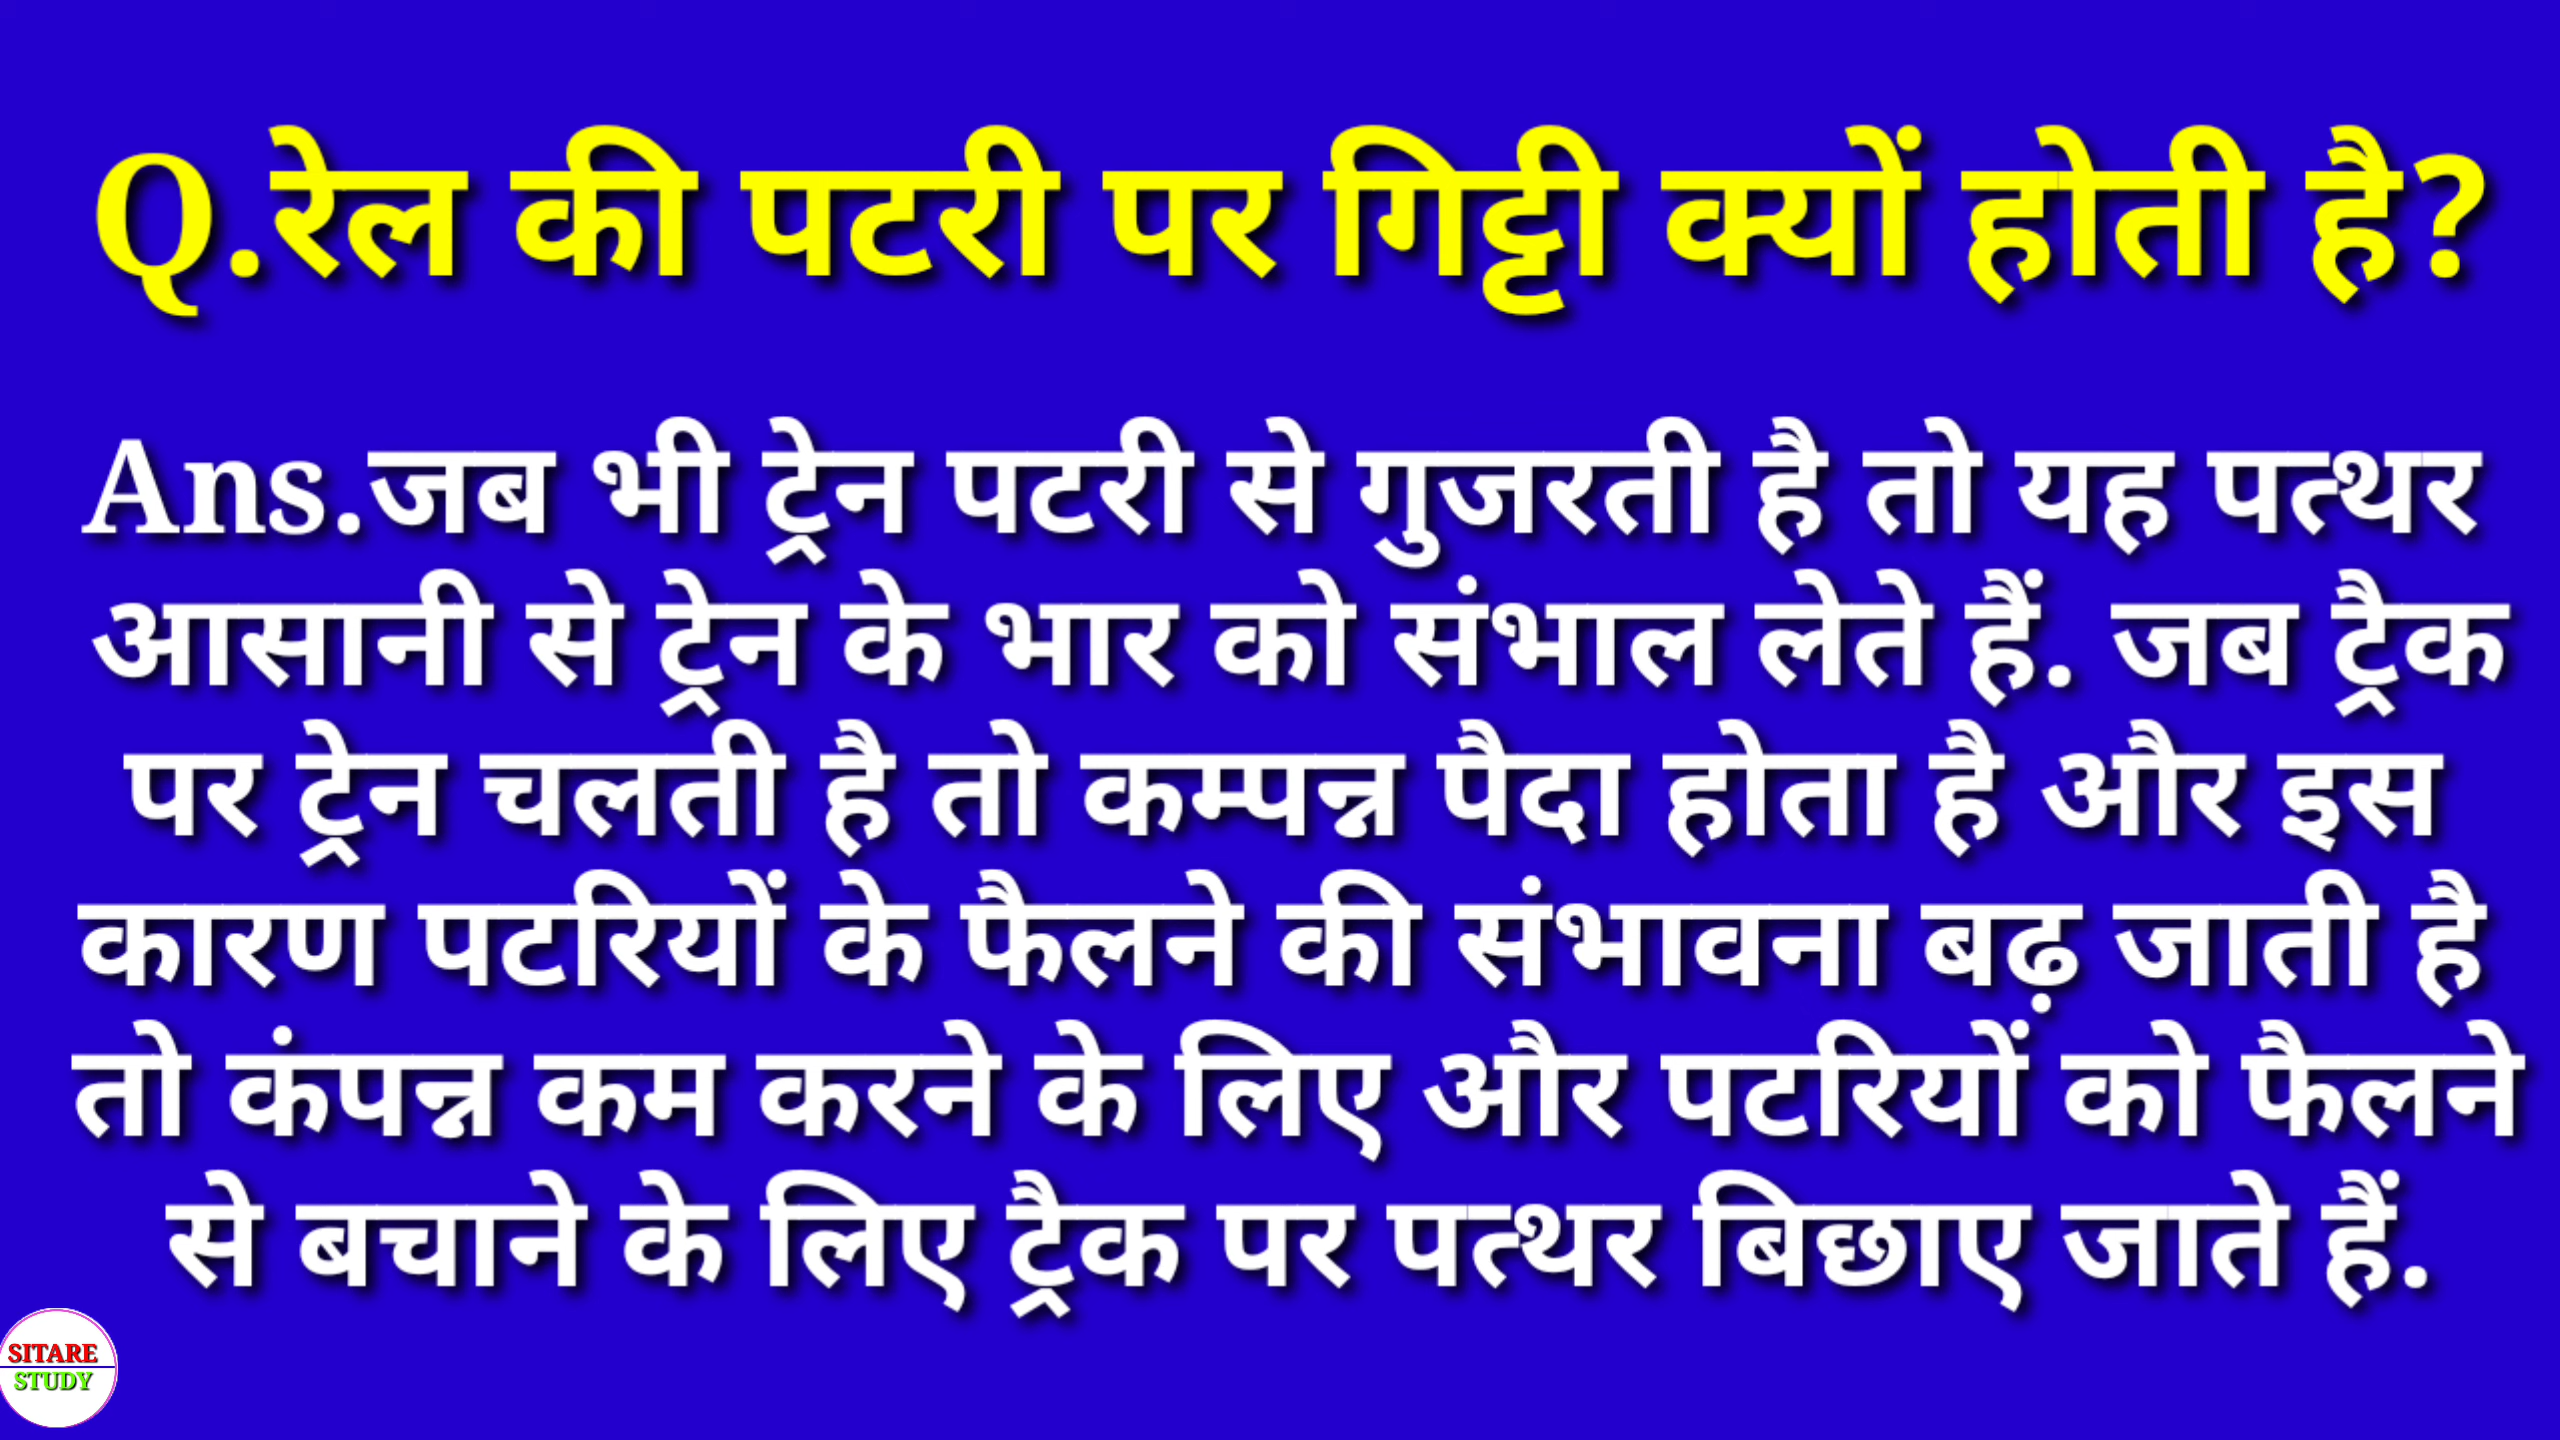 Q.रेल की पटरी पर गिट्टी क्यों होती है?
Ans.जब भी ट्रेन पटरी से गुजरती है तो यह पत्थर
आसानी से ट्रेन के भार को संभाल लेते हैं. जब ट्रैक
पर ट्रेन चलती है तो कम्पन्न पैदा होता है और इस
कारण पटरियों के फैलने की संभावना बढ़ जाती है
तो कंपन्न कम करने के लिए और पटरियों को फैलने
से बचाने के लिए ट्रैक पर पत्थर बिछाए जाते हैं.
SITARE
STUDY